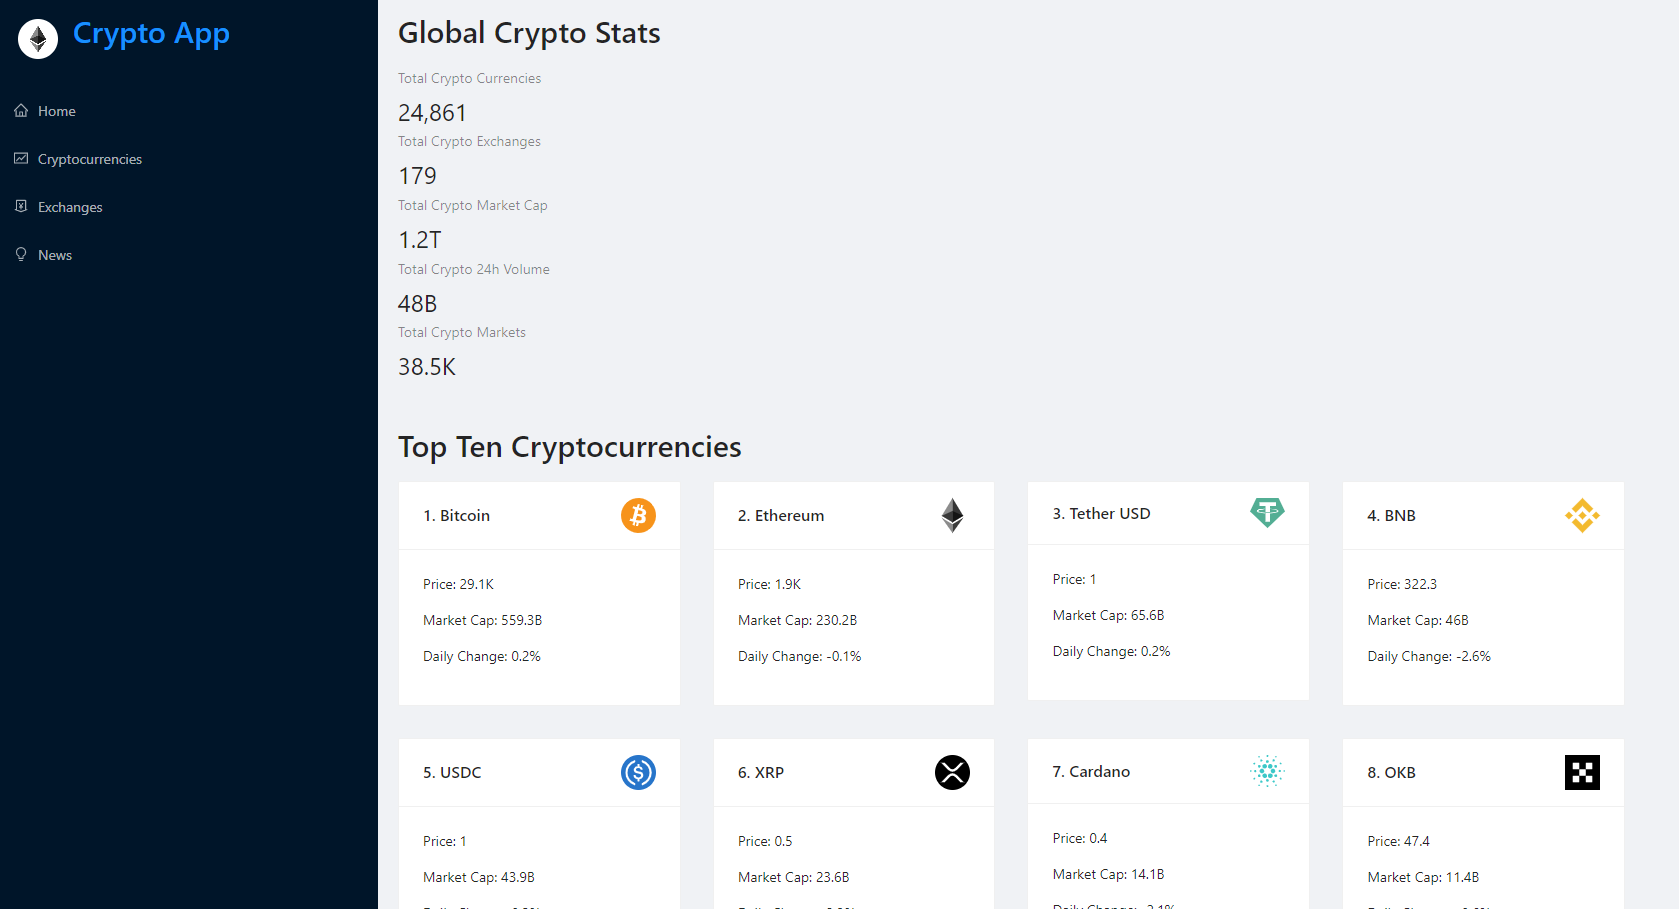 Crypto App
Home
Cryptocurrencies
Exchanges
News
Global Crypto Stats
Total Crypto Currencies
24,861
Total Crypto Exchanges
179
Total Crypto Market Cap
1.2T
Total Crypto 24h Volume
48B
Total Crypto Markets
38.5K
Top Ten Cryptocurrencies
1. Bitcoin
Price: 29.1K
Market Cap: 559.3B
Daily Change: 0.2%
2. Ethereum
Price: 1.9K
Market Cap: 230.2B
Daily Change: -0.1%
3. Tether USD
Price: 1
Market Cap: 65.6B
Daily Change: 0.2%
4. BNB
Price: 322.3
Market Cap: 46B
Daily Change: -2.6%
5. USDC
Price: 1
Market Cap: 43.9B
6. XRP
Price: 0.5
Market Cap: 23.6B
7. Cardano
Price: 0.4
Market Cap: 14.1B
Daily Change: -2.1%
8. OKB
Price: 47.4
Market Cap: 11.4B